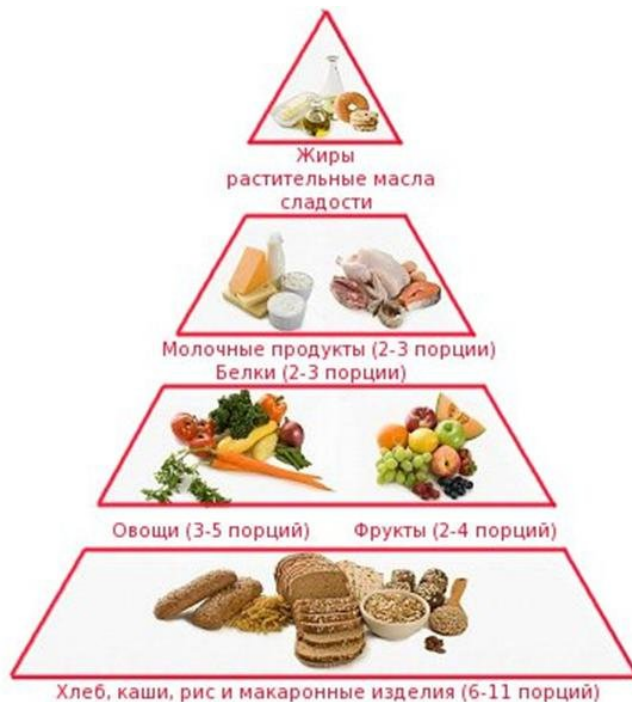 Жиры
растительные масла
сладости
Молочные продукты (2-3 порции)
Белки (2-3 порции)
Овощи (3-5 порций)
Фрукты (2-4 порций)
Хлеб, каши, рис и макаронные изделия (6-11 порций)